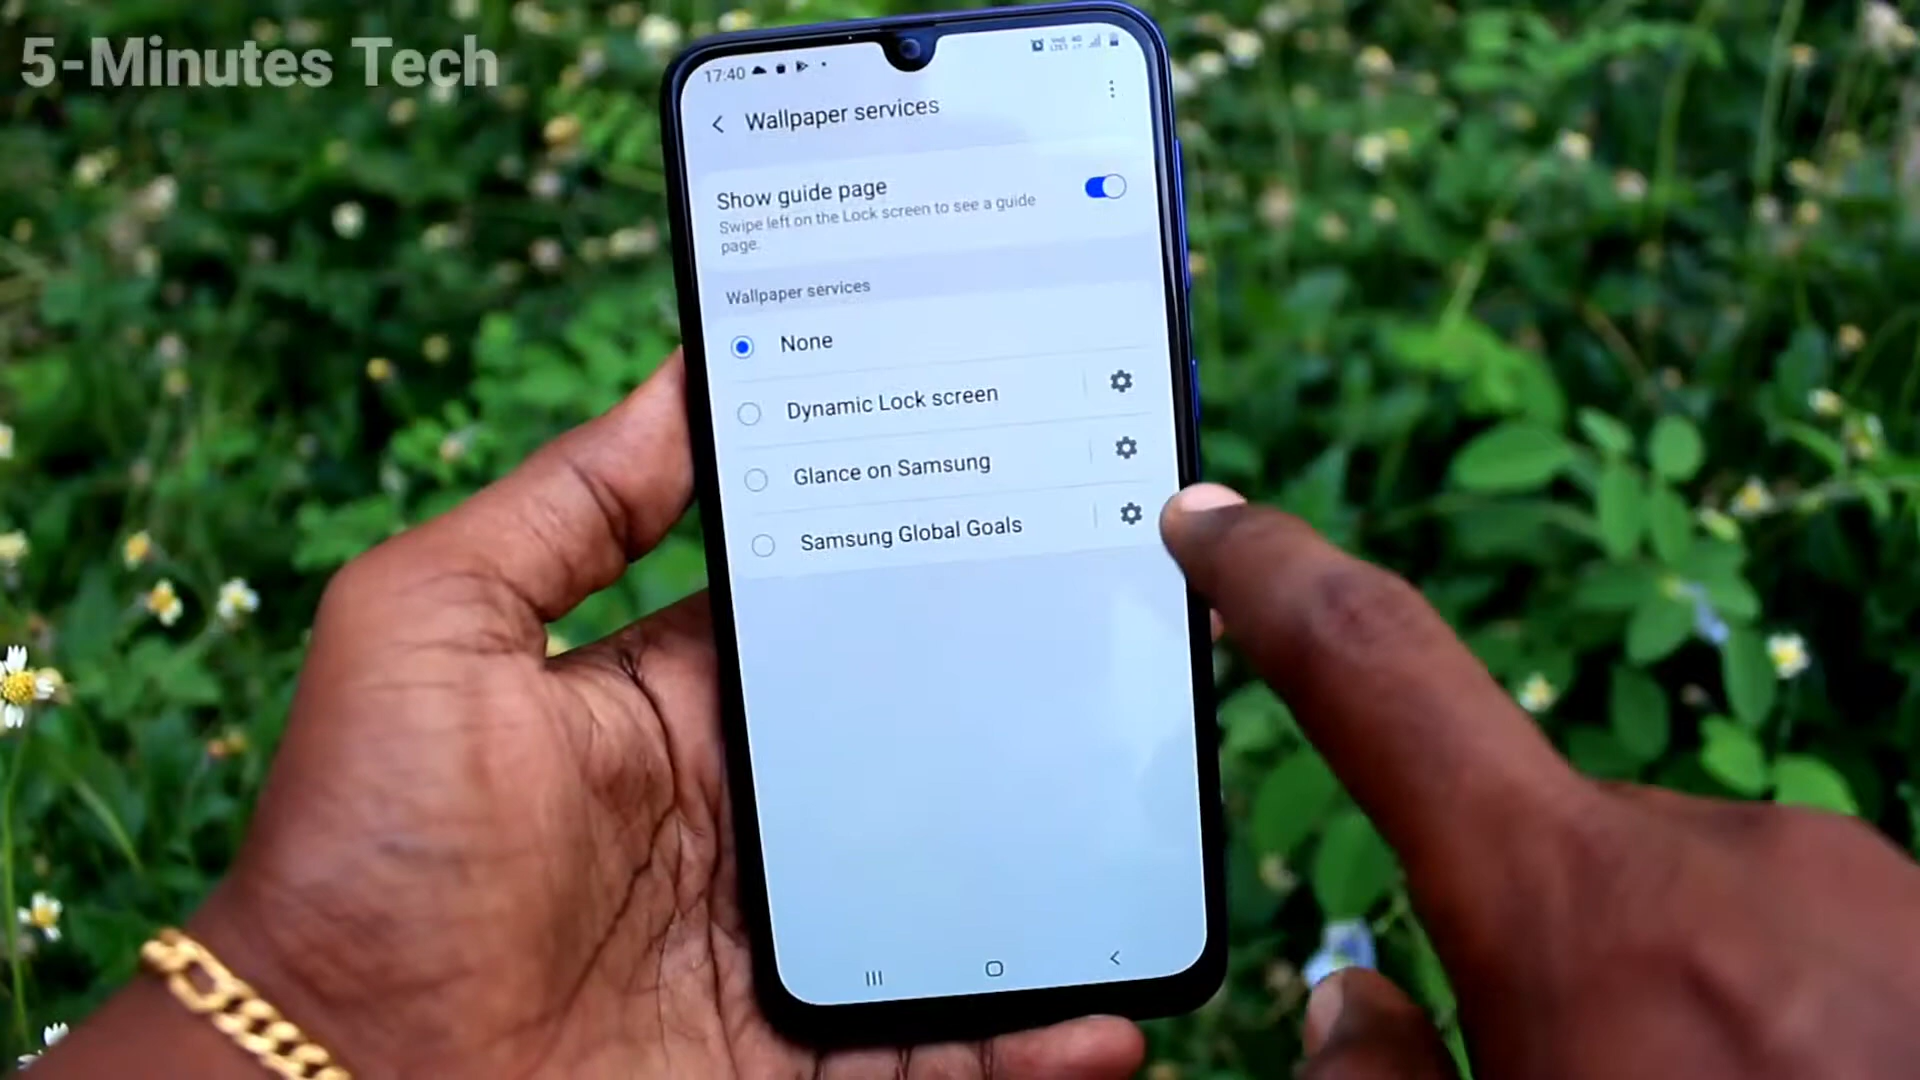 5-Minutes Tech
17:40
Wallpaper services
Show guide page
Swipe left on the Lock screen to see a guide
page.
Wallpaper services
None
Dynamic Lock screen
Glance on Samsung
Samsung Global Goals